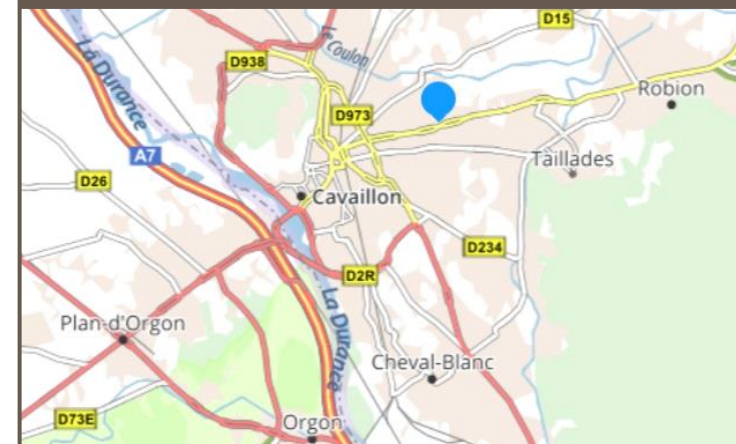 D15
Le Coulon
La Durance
D938
Robion
D973
A7
Taillades
D26
Cavaillon
D234
D2R
La Durance
Plan-d'Orgon
Cheval-Blanc
D73E
Orgon